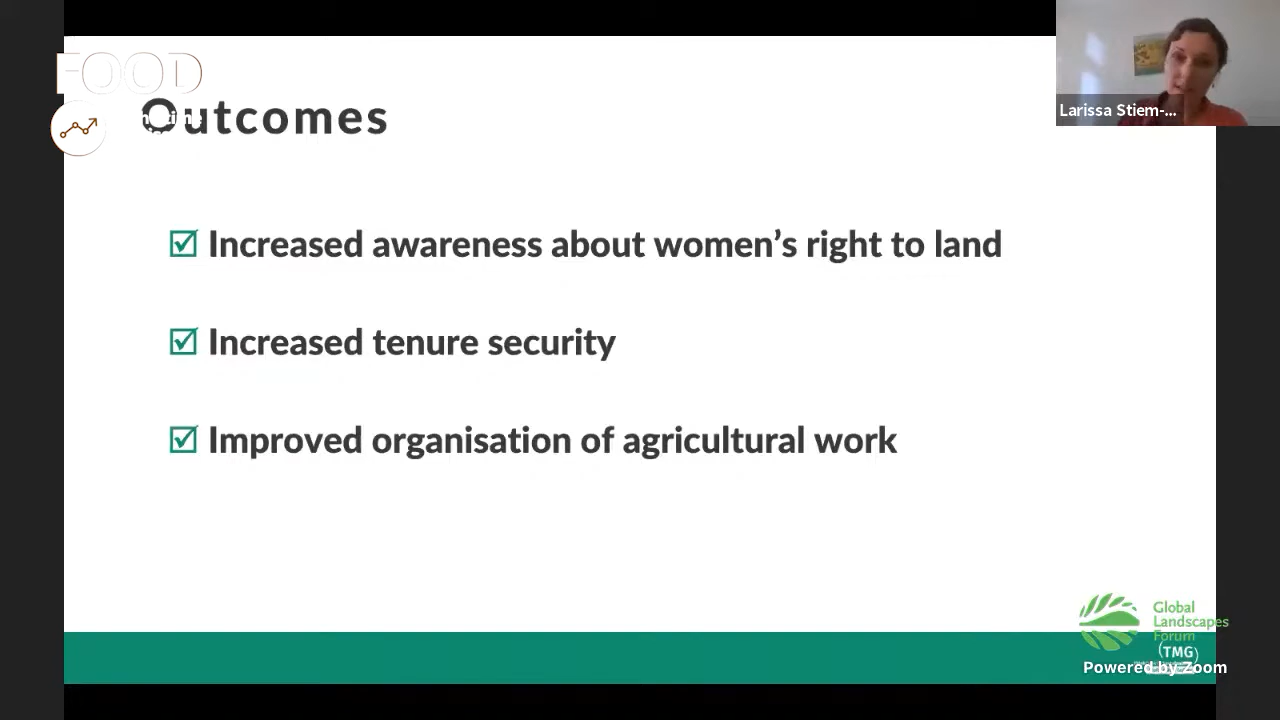 FOOD
Outcomes
Larissa Stiem-...
Increased awareness about women’s right to land
Increased tenure security
Improved organisation of agricultural work
Global
Landscapes
Forum
(TMG)
Powered by Zoom